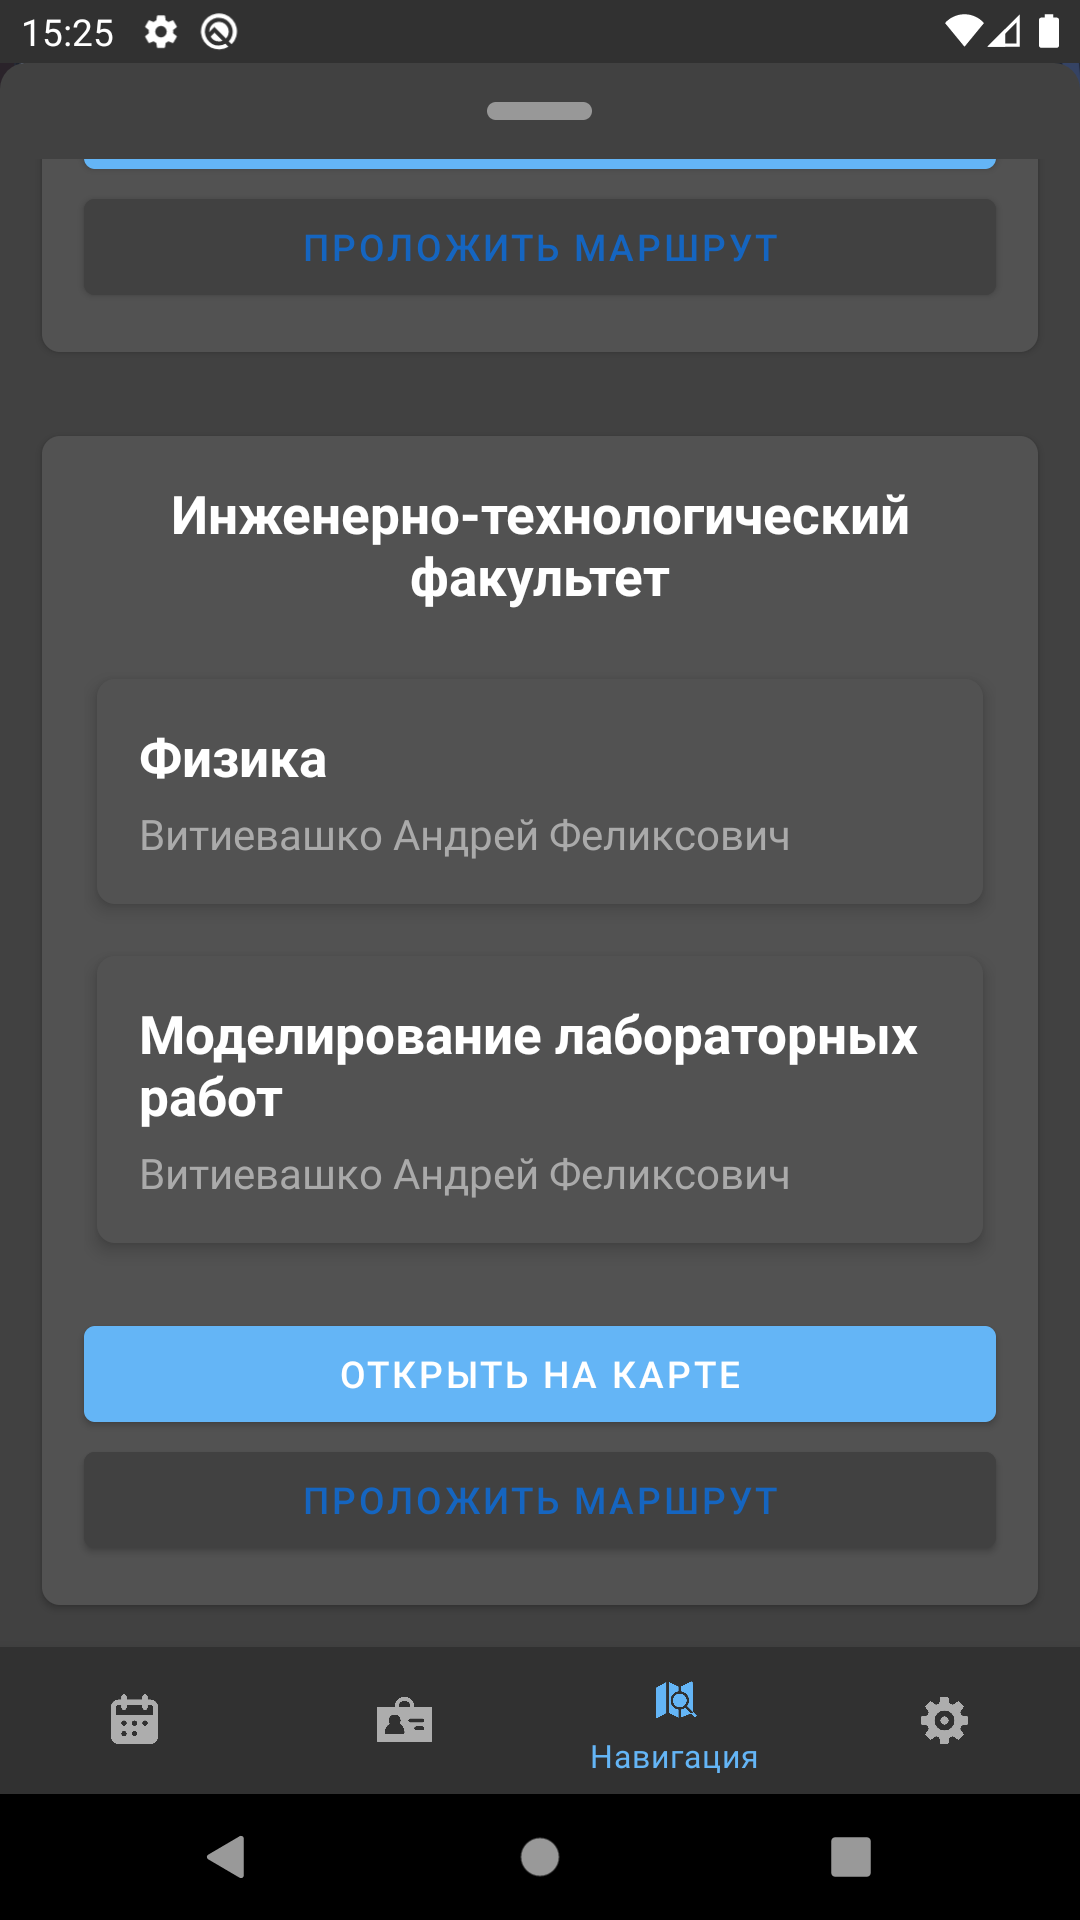 15:25
ПРОЛОЖИТЬ МАРШРУТ
Инженерно-технологический
факультет
Физика
Витиевашко Андрей Феликсович
Моделирование лабораторных
работ
Витиевашко Андрей Феликсович
ОТКРЫТЬ НА КАРТЕ
ПРОЛОЖИТЬ МАРШРУТ
Навигация